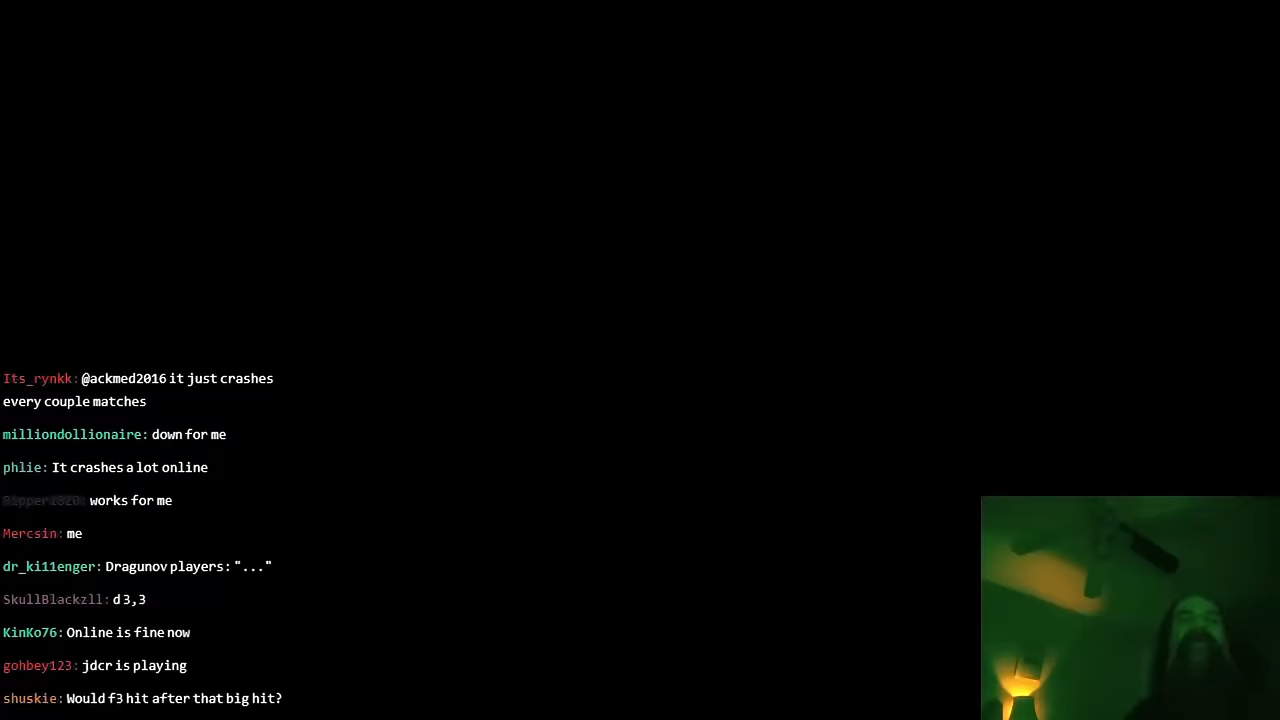 Its_rynkk: @ackmed2016 it just crashes
every couple matches
milliondollionaire: down for me
phlie: It crashes a lot online
works for me
Mercsin: me
dr_ki11enger: Dragunov players: "..."
SkullBlackzll: d 3,3
KinKo76: Online is fine now
gohbey123: jdcr is playing
shuskie: Would f3 hit after that big hit?